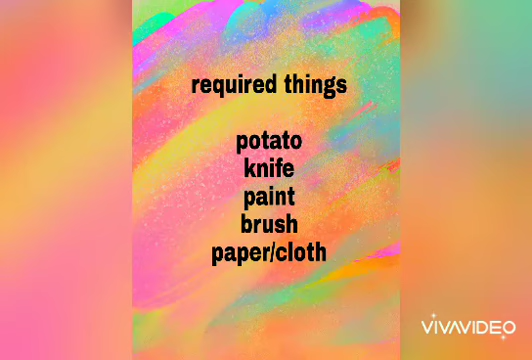 required things
potato
knife
paint
brush
paper/cloth
VIVAVIDEO